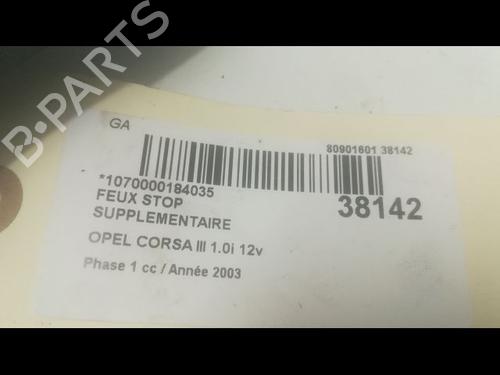 B-PARTS
GA
80901601 38142
*1070000184035
FEUX STOP
SUPPLEMENTAIRE
38142
OPEL CORSA III 1.0i 12v
Phase 1 cc / Année 2003